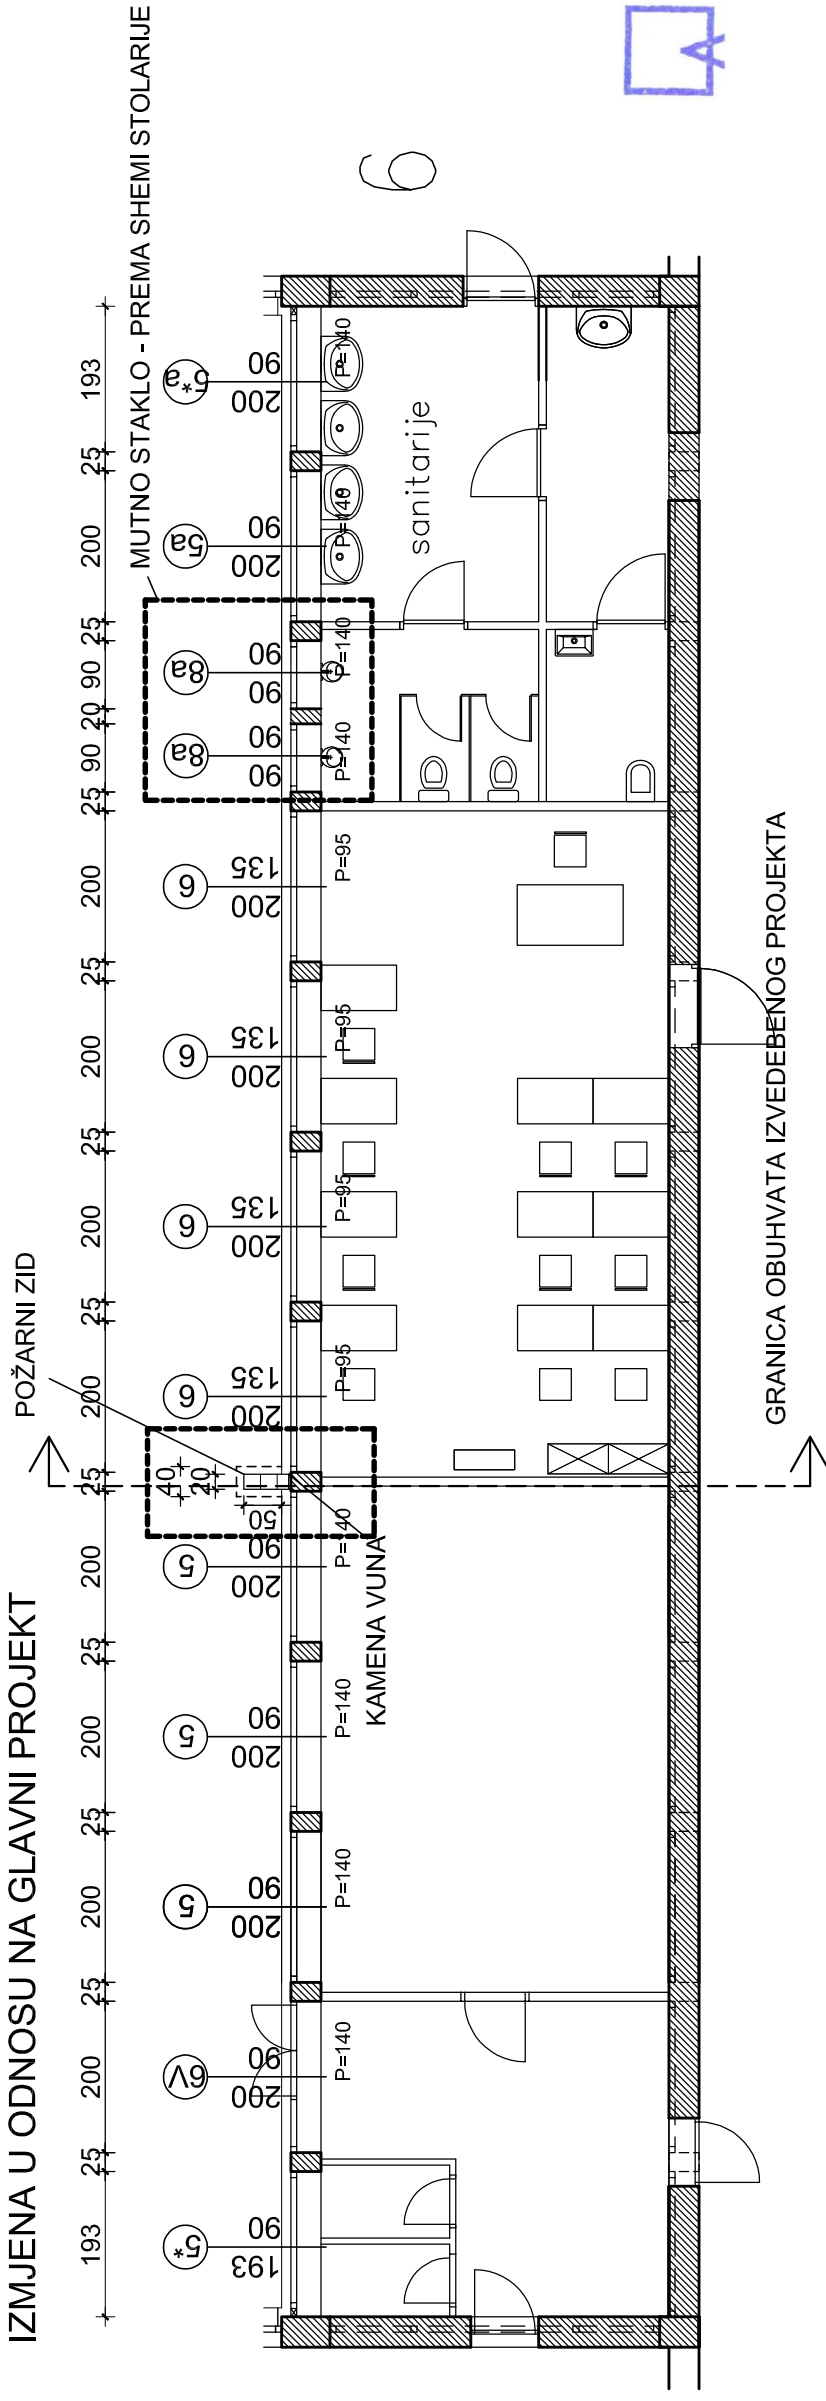 IZMJENA U ODNOSU NA GLAVNI PROJEKT
POŽARNI ZID
MUTNO STAKLO - PREMA SHEMI STOLARIJE
193 25 200 25 200 25 200 25 200 25 200 25 200 25 200 25 200 25 90 20 90 25 200 25 193
40
20
50
5* 6V 5 5 5 6 6 6 6 8a 8a 5a 5*a
90 90 90 90 90 135 135 135 135 90 90 90 90
193 200 200 200 200 200 200 200 200 90 90 200 200
P=140 P=140 P=140 P=140 P=95 P=95 P=95 P=95 P=140 P=140 P=140 P=140
KAMENA VUNA
sanitarije
6
GRANICA OBUHVATA IZVEDEBENOG PROJEKTA
A